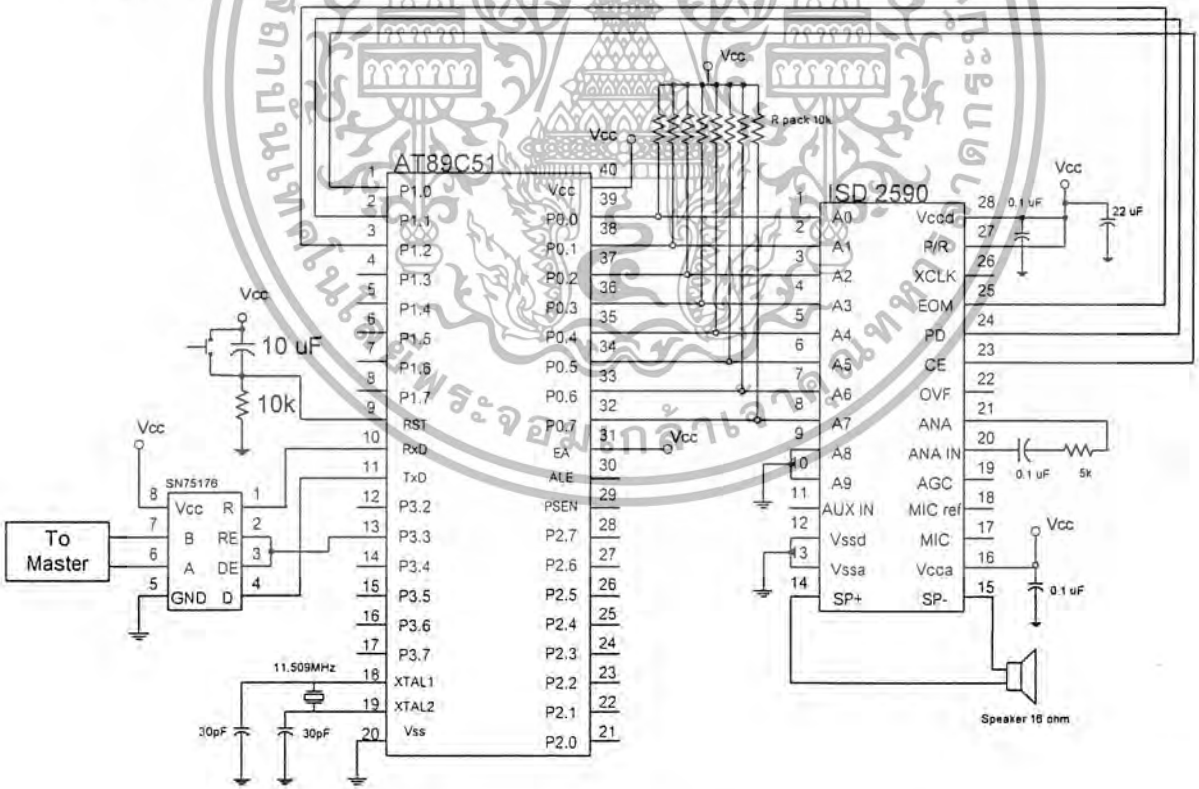 Vcc
R pack 10k
Vcc
AT89C51
1 P1.0
2 P1.1
3 P1.2
4 P1.3
5 P1.4
6 P1.5
7 P1.6
8 P1.7
9 RST
10 RxD
11 TxD
12 P3.2
13 P3.3
14 P3.4
15 P3.5
16 P3.6
17 P3.7
18 XTAL1
19 XTAL2
20 Vss
40 Vcc
39 P0.0
38 P0.1
37 P0.2
36 P0.3
35 P0.4
34 P0.5
33 P0.6
32 P0.7
31 EA
Vcc
30 ALE
29 PSEN
28 P2.7
27 P2.6
26 P2.5
25 P2.4
24 P2.3
23 P2.2
22 P2.1
21 P2.0
ISD 2590
1 A0
2 A1
3 A2
4 A3
5 A4
6 A5
7 A6
8 A7
9 A8
10 A9
11 AUX IN
12 Vssd
13 Vssa
14 SP+
28 Vccd
27 P/R
26 XCLK
25 EOM
24 PD
23 CE
22 OVF
21 ANA
20 ANA IN
19 AGC
18 MIC ref
17 MIC
16 Vcca
15 SP-
0.1 uF
Vcc
22 uF
0.1 uF
5k
Vcc
0.1 uF
Speaker 16 ohm
Vcc
10 uF
10k
Vcc
SN75176
8 Vcc
7 B
6 A
5 GND
R 1
RE 2
DE 3
D 4
To
Master
11.509MHz
30pF
30pF